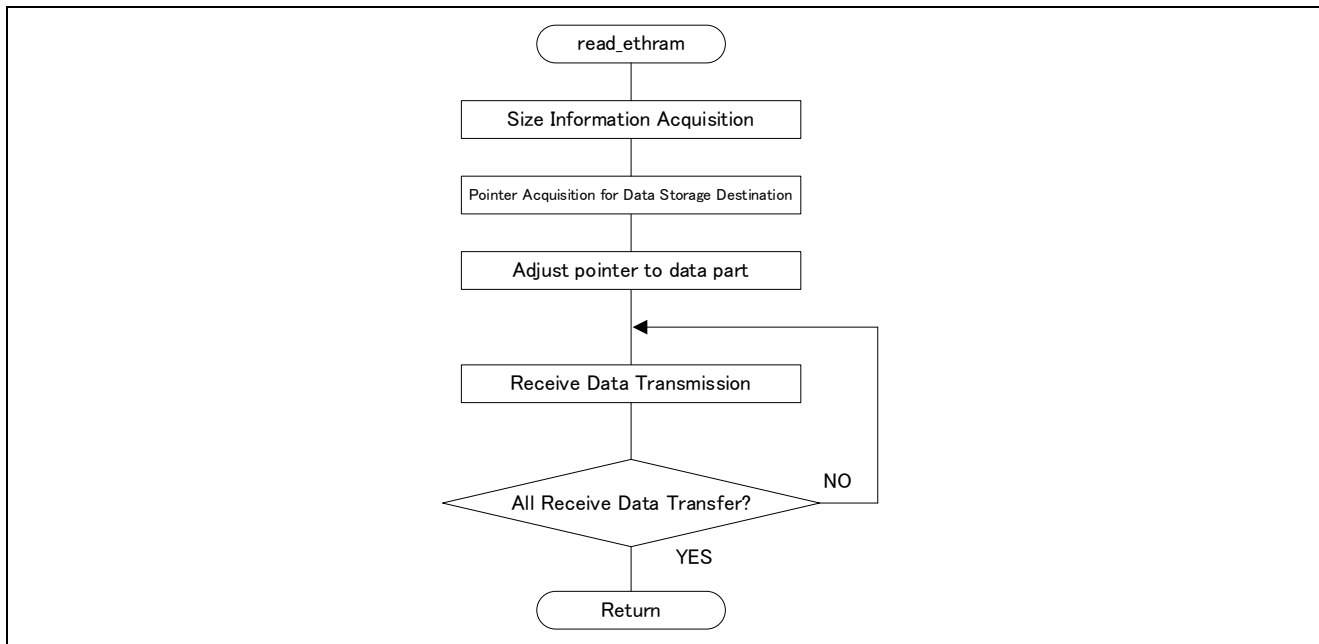 read_ethram
Size Information Acquisition
Pointer Acquisition for Data Storage Destination
Adjust pointer to data part
Receive Data Transmission
All Receive Data Transfer?
NO
YES
Return